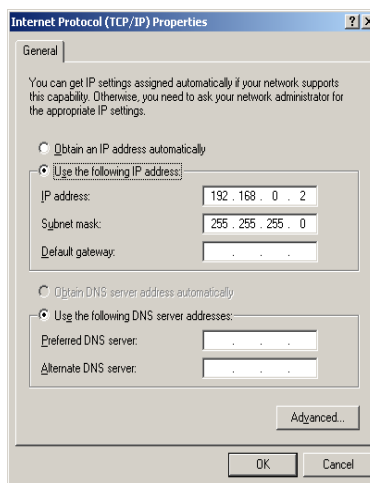 Internet Protocol (TCP/IP) Properties
General
You can get IP settings assigned automatically if your network supports
this capability. Otherwise, you need to ask your network administrator for
the appropriate IP settings.
Obtain an IP address automatically
Use the following IP address:
IP address: 192 . 168 . 0 . 2
Subnet mask: 255 . 255 . 255 . 0
Default gateway: . . .
Obtain DNS server address automatically
Use the following DNS server addresses:
Preferred DNS server: . . .
Alternate DNS server: . . .
Advanced...
OK Cancel